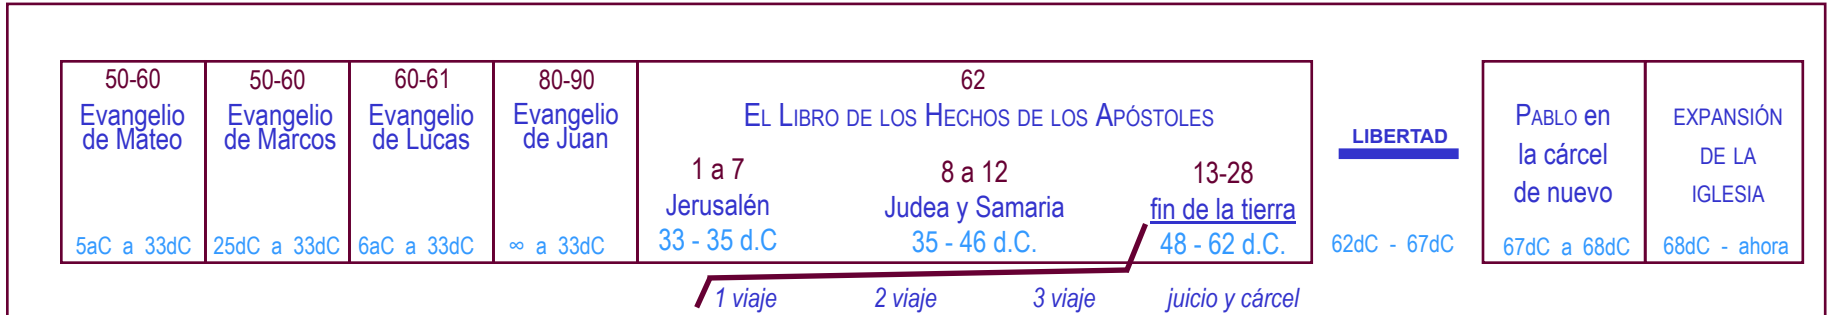 50-60
Evangelio
de Mateo
5aC a 33dC
50-60
Evangelio
de Marcos
25dC a 33dC
60-61
Evangelio
de Lucas
6aC a 33dC
80-90
Evangelio
de Juan
∞ a 33dC
62
EL LIBRO DE LOS HECHOS DE LOS APÓSTOLES
1 a 7
Jerusalén
33 - 35 d.C
8 a 12
Judea y Samaria
35 - 46 d.C.
13-28
fin de la tierra
48 - 62 d.C.
LIBERTAD
62dC - 67dC
PABLO en
la cárcel
de nuevo
67dC a 68dC
EXPANSIÓN
DE LA
IGLESIA
68dC - ahora
1 viaje
2 viaje
3 viaje
juicio y cárcel